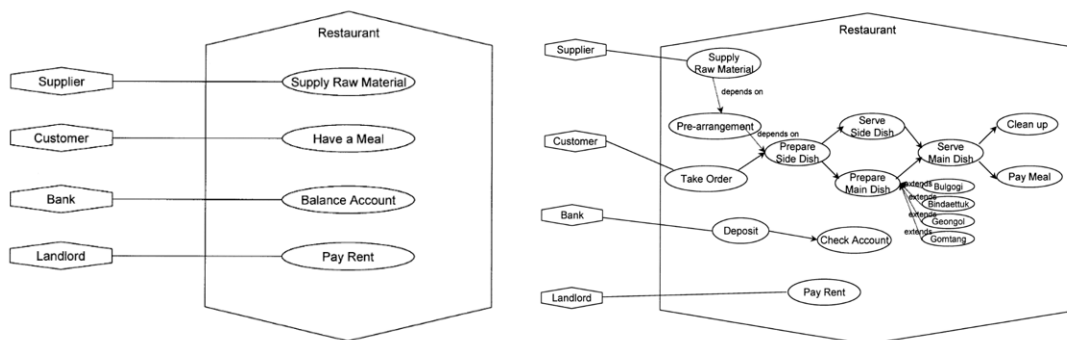 Restaurant
Supplier
Supply Raw Material
Customer
Have a Meal
Bank
Balance Account
Landlord
Pay Rent
Restaurant
Supplier
Supply
Raw Material
depends on
Pre-arrangement
depends on
Customer
Take Order
Prepare
Side Dish
Serve
Side Dish
Prepare
Main Dish
Serve
Main Dish
Clean up
Pay Meal
extends
Bulgogi
extends
Bindaettuk
extends
Geongol
extends
Gomtang
Bank
Deposit
Check Account
Landlord
Pay Rent